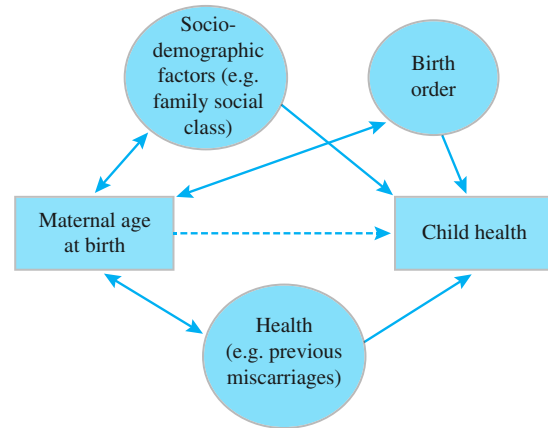 Socio-
demographic
factors (e.g.
family social
class)
Birth
order
Maternal age
at birth
Child health
Health
(e.g. previous
miscarriages)